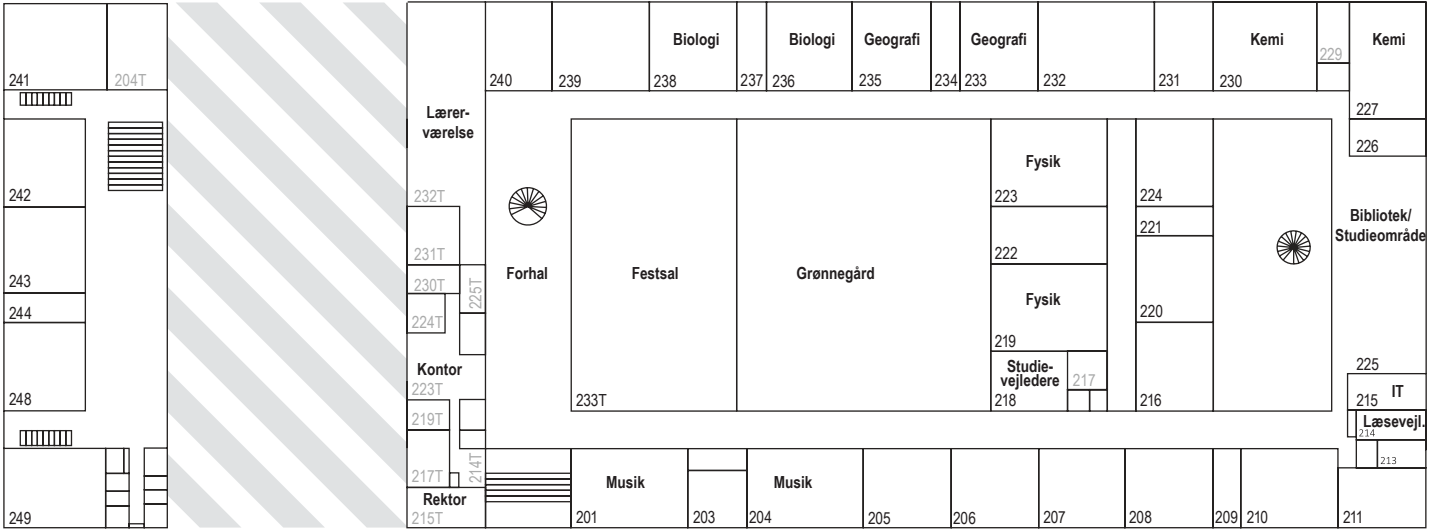 Biologi
Biologi
Geografi
Geografi
Kemi
229
Kemi
241
204T
240
239
238
237
236
235
234
233
232
231
230
227
Lærer-
værelse
226
Fysik
242
232T
223
224
221
Bibliotek/
Studieområde
231T
222
Forhal
Festsal
Grønnegård
243
230T
225T
Fysik
244
224T
220
219
Kontor
223T
Studie-
vejledere
217
225
IT
248
233T
218
216
215
219T
Læsevejl.
214
213
217T
214T
Musik
Musik
Rektor
249
215T
201
203
204
205
206
207
208
209
210
211